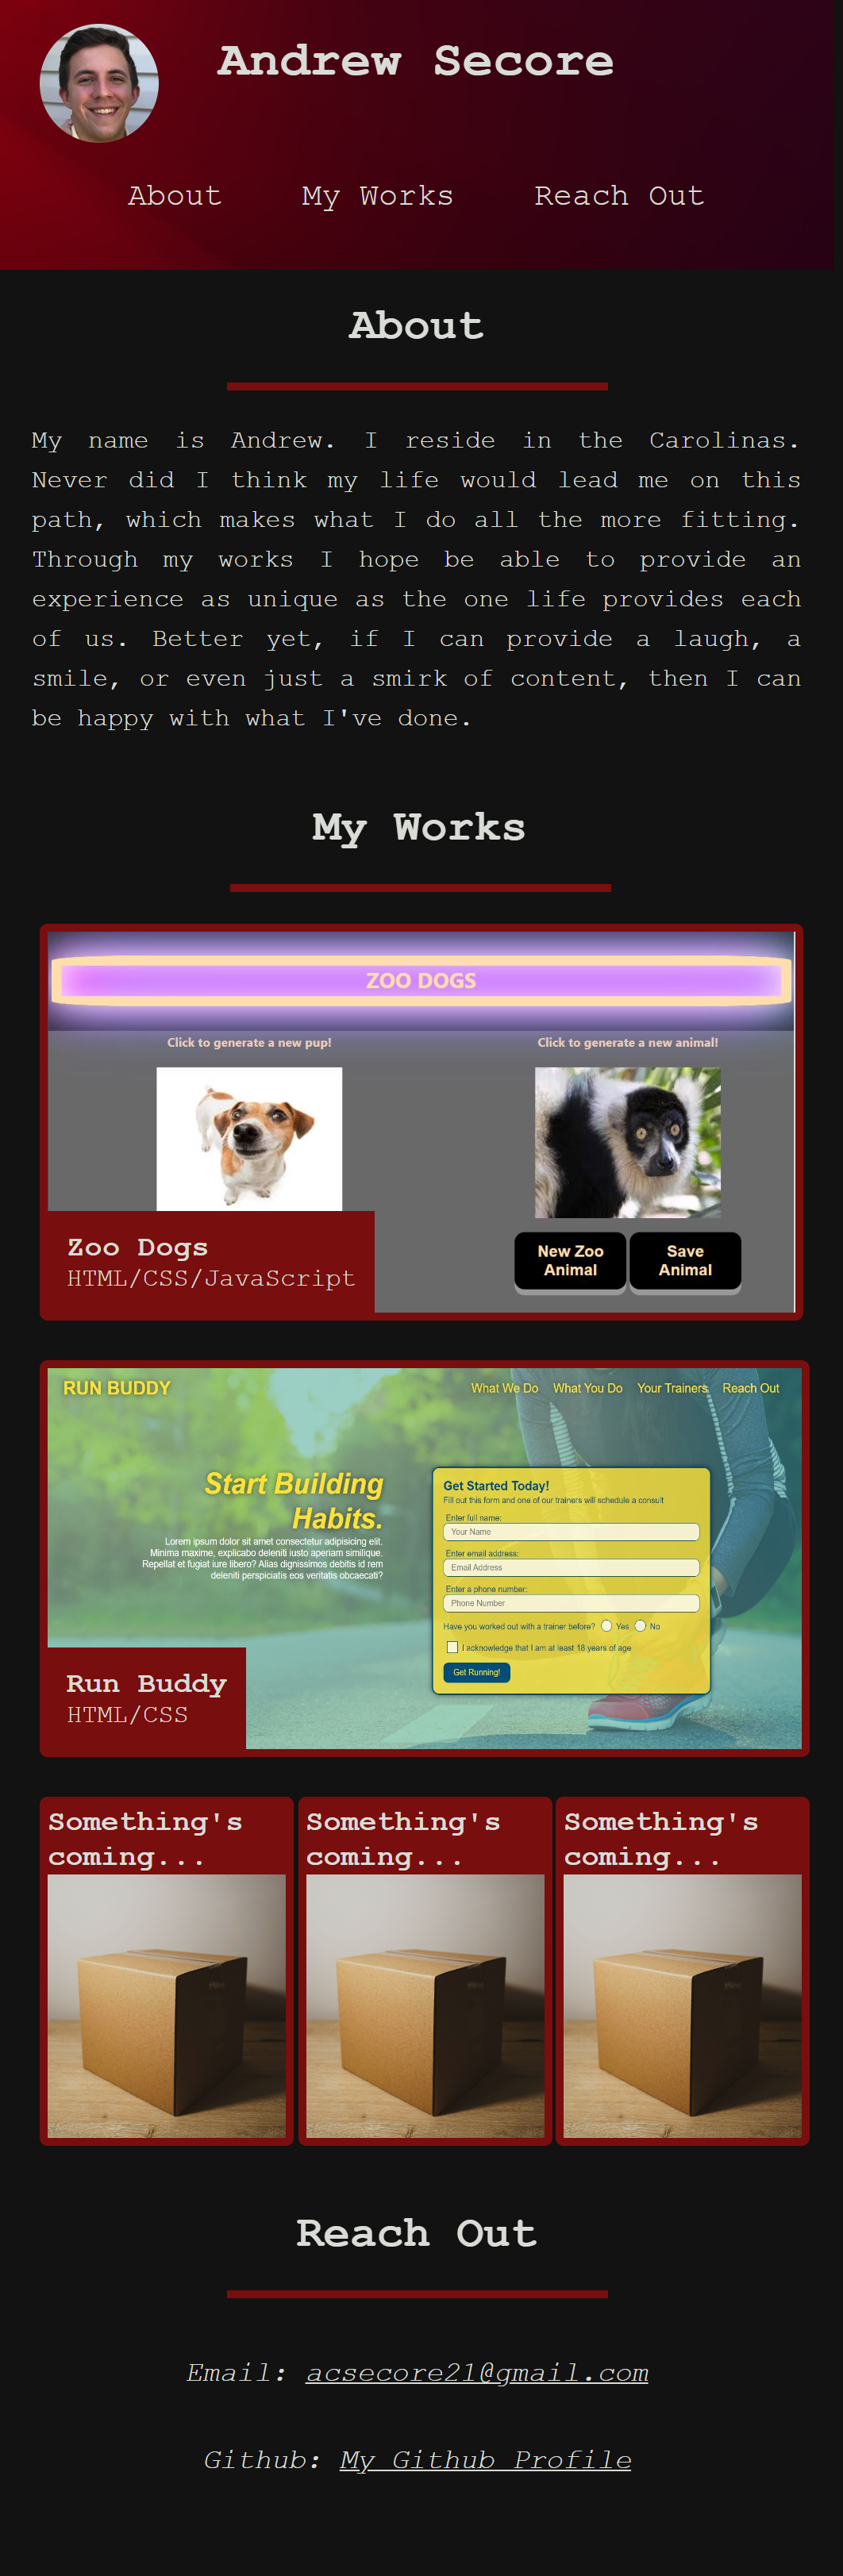 Andrew Secore
About My Works Reach Out
About
My name is Andrew. I reside in the Carolinas.
Never did I think my life would lead me on this
path, which makes what I do all the more fitting.
Through my works I hope be able to provide an
experience as unique as the one life provides each
of us. Better yet, if I can provide a laugh, a
smile, or even just a smirk of content, then I can
be happy with what I've done.
My Works
ZOO DOGS
Click to generate a new pup! Click to generate a new animal!
New Zoo
Animal
Save
Animal
Zoo Dogs
HTML/CSS/JavaScript
RUN BUDDY What We Do What You Do Your Trainers Reach Out
Start Building
Habits.
Lorem ipsum dolor sit amet consectetur adipisicing elit.
Minima maxime, explicabo deleniti iusto aperiam similique.
Repellat et fugiat iure libero? Alias dignissimos debitis id rem
deleniti perspiciatis eos veritatis obcaecati?
Get Started Today!
Fill out this form and one of our trainers will schedule a consult
Enter full name:
Your Name
Enter email address:
Email Address
Enter a phone number:
Phone Number
Have you worked out with a trainer before? Yes No
I acknowledge that I am at least 18 years of age
Get Running!
Run Buddy
HTML/CSS
Something's
coming...
Something's
coming...
Something's
coming...
Reach Out
Email: acsecore21@gmail.com
Github: My Github Profile